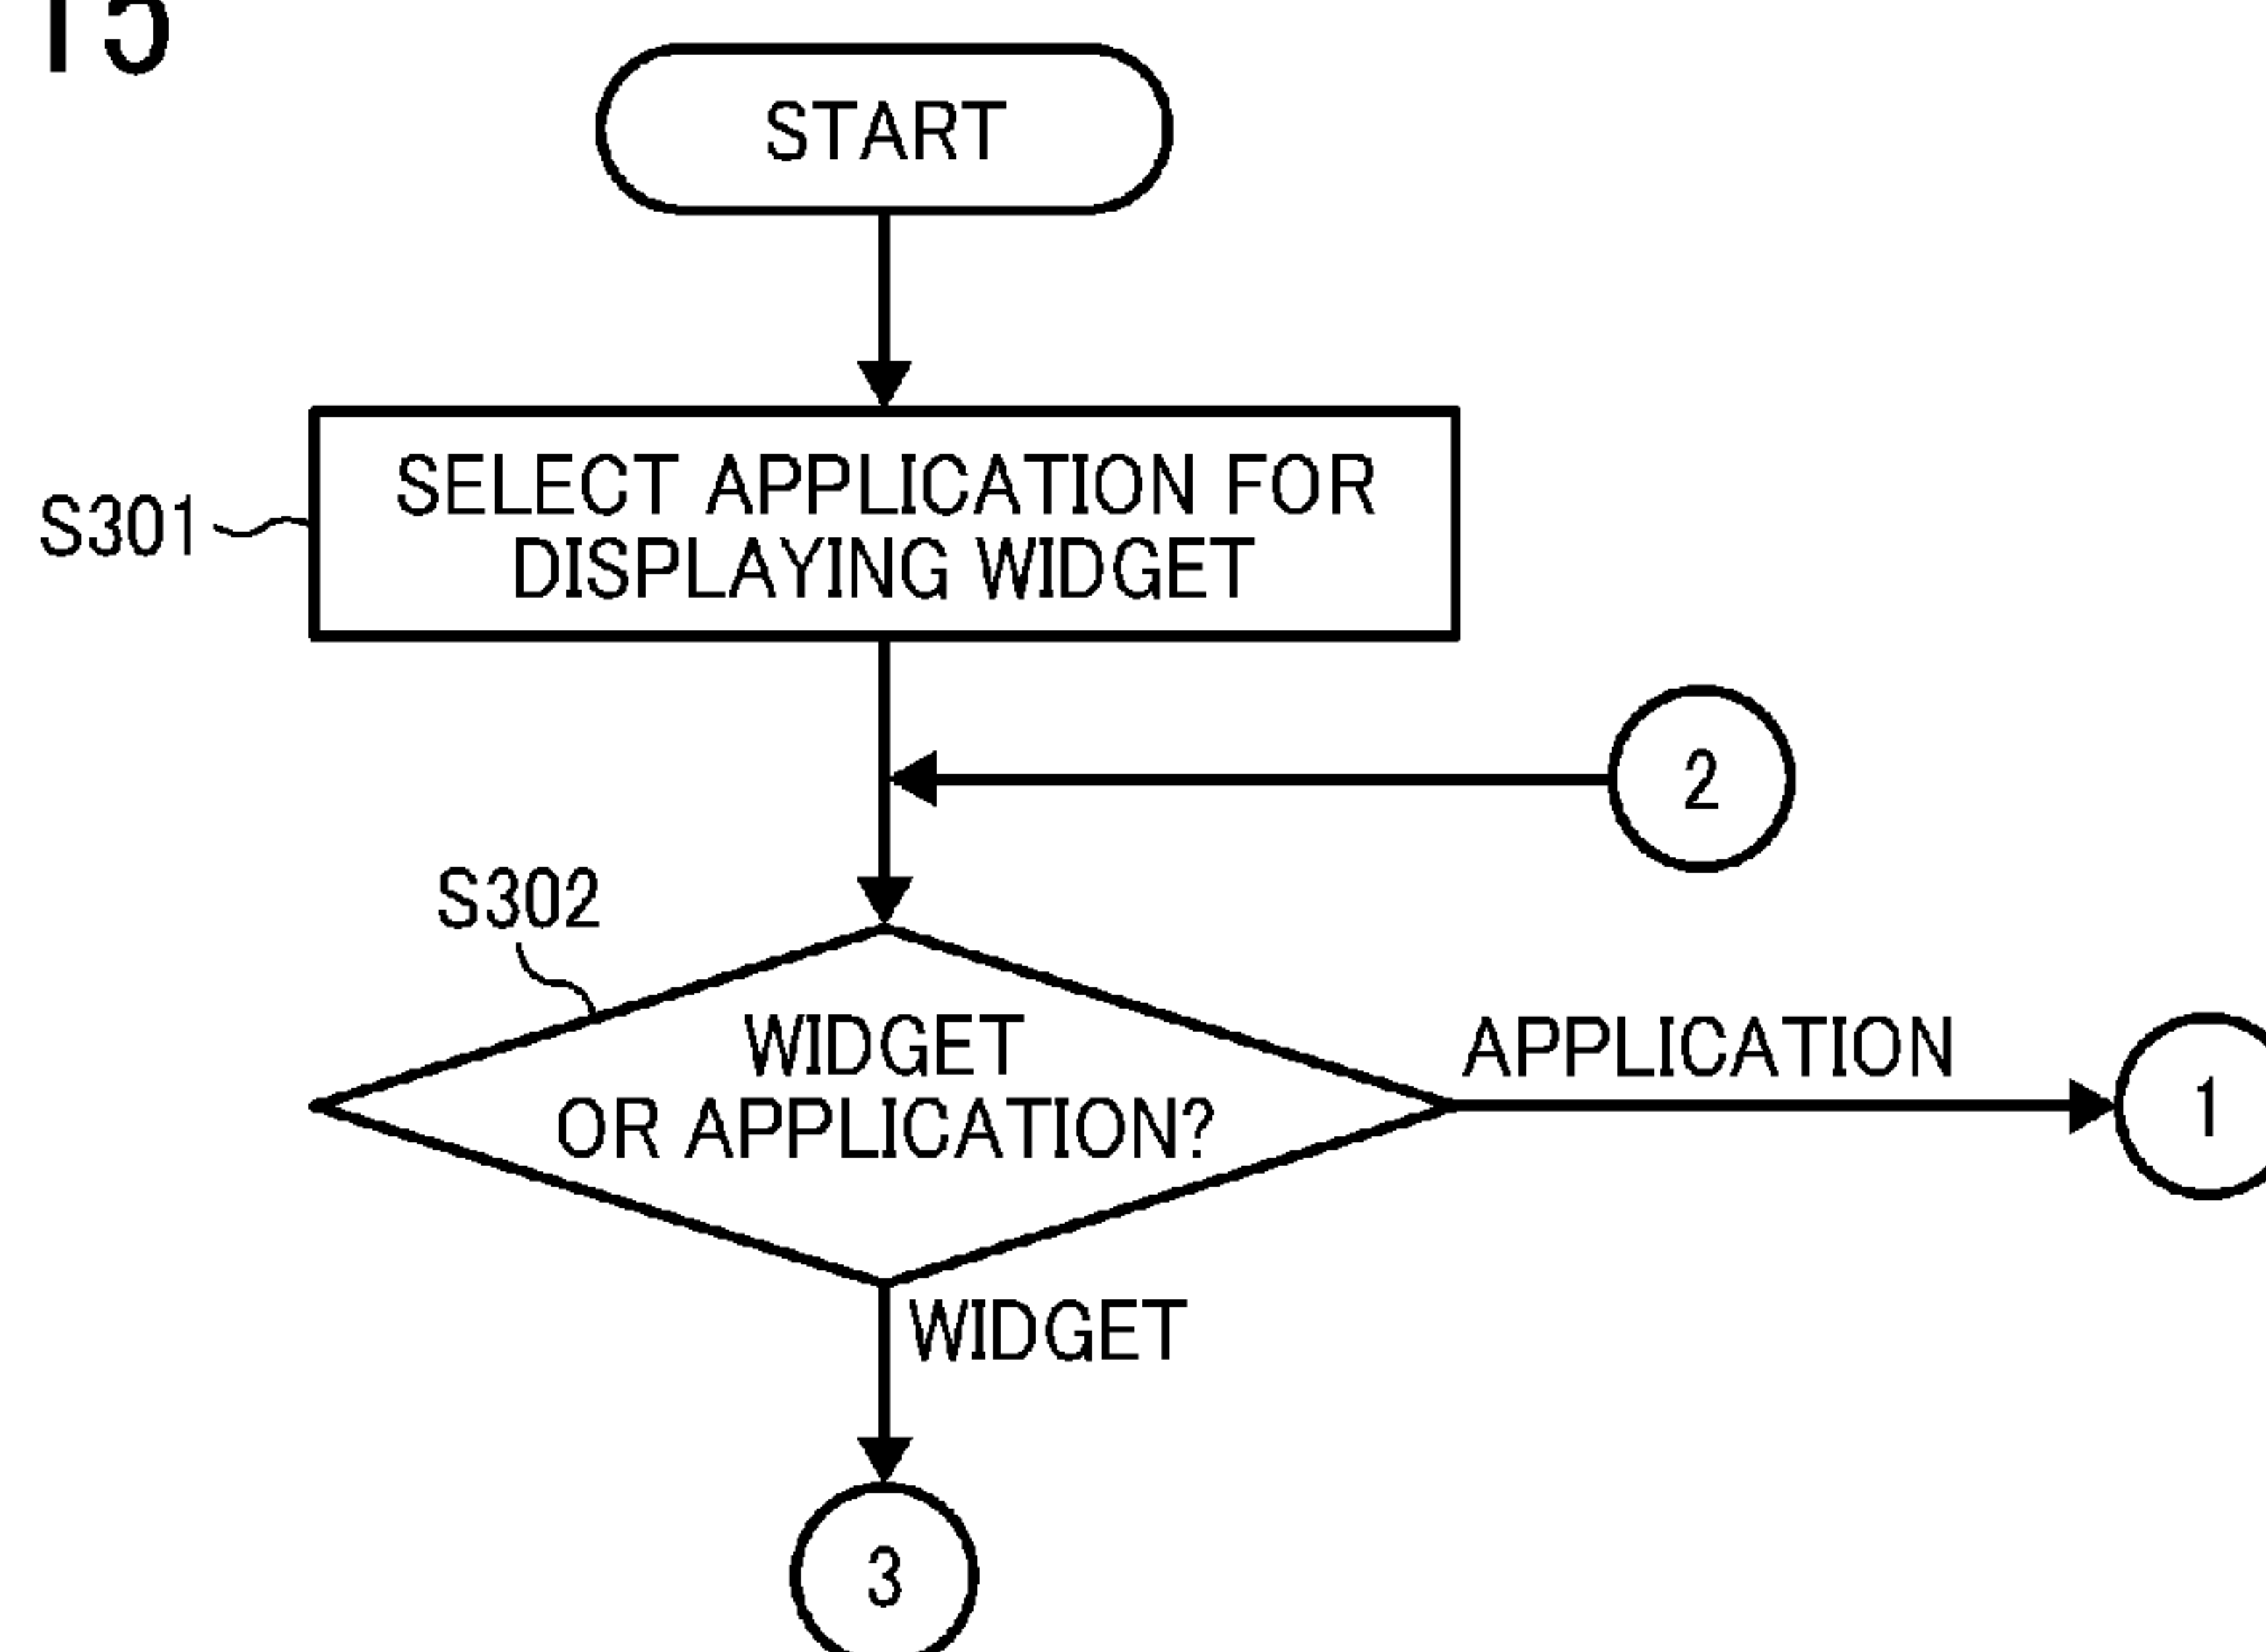 15
START
S301
SELECT APPLICATION FOR
DISPLAYING WIDGET
2
S302
WIDGET
OR APPLICATION?
APPLICATION
1
WIDGET
3